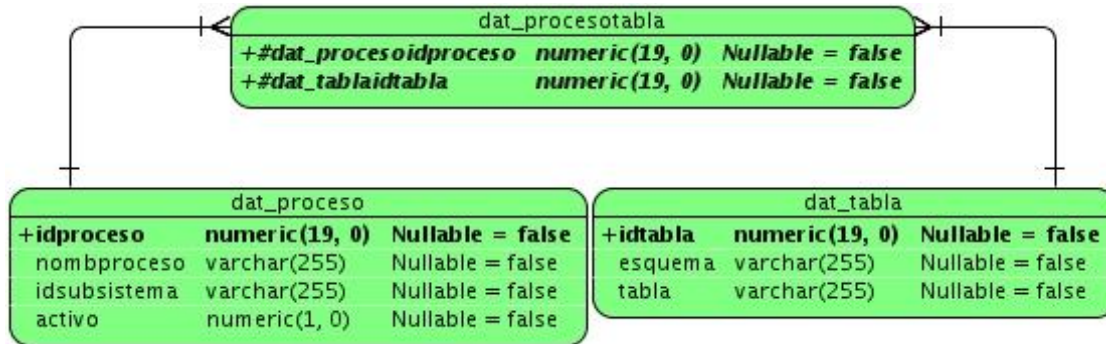 dat_procesotabla
+#dat_procesoidproceso numeric(19, 0) Nullable = false
+#dat_tablaidtabla numeric(19, 0) Nullable = false
dat_proceso
+idproceso numeric(19, 0) Nullable = false
nombproceso varchar(255) Nullable = false
idsubsistema varchar(255) Nullable = false
activo numeric(1, 0) Nullable = false
dat_tabla
+idtabla numeric(19, 0) Nullable = false
esquema varchar(255) Nullable = false
tabla varchar(255) Nullable = false